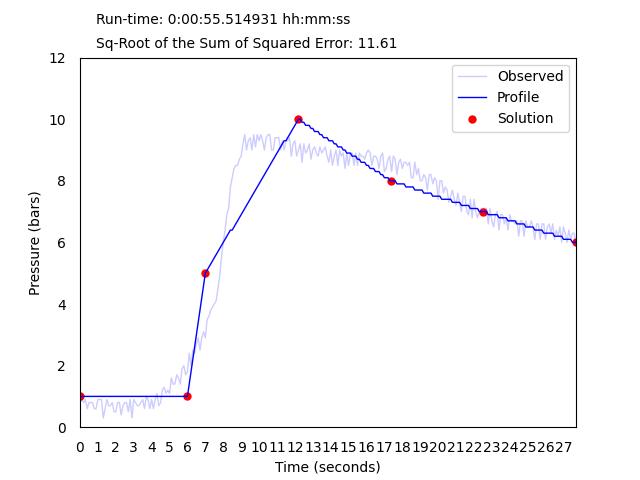 Run-time: 0:00:55.514931 hh:mm:ss
Sq-Root of the Sum of Squared Error: 11.61
Observed
Profile
Solution
12
10
8
6
4
2
0
Pressure (bars)
0 1 2 3 4 5 6 7 8 9 10 11 12 13 14 15 16 17 18 19 20 21 22 23 24 25 26 27
Time (seconds)